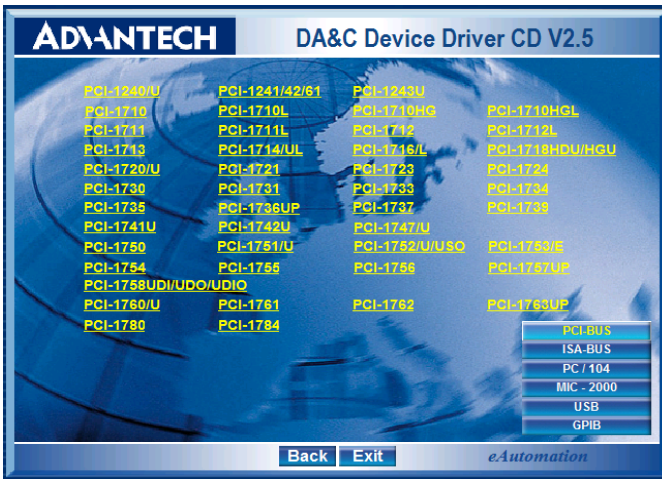 ADVANTECH DA&C Device Driver CD V2.5
PCI-1240/U PCI-1241/42/61 PCI-1243U
PCI-1710 PCI-1710L PCI-1710HG PCI-1710HGL
PCI-1711 PCI-1711L PCI-1712 PCI-1712L
PCI-1713 PCI-1714/UL PCI-1716/L PCI-1718HDU/HGU
PCI-1720/U PCI-1721 PCI-1723 PCI-1724
PCI-1730 PCI-1731 PCI-1733 PCI-1734
PCI-1735 PCI-1736UP PCI-1737 PCI-1739
PCI-1741U PCI-1742U PCI-1747/U
PCI-1750 PCI-1751/U PCI-1752/U/USO PCI-1753/E
PCI-1754 PCI-1755 PCI-1756 PCI-1757UP
PCI-1758UDI/UDO/UDIO
PCI-1760/U PCI-1761 PCI-1762 PCI-1763UP
PCI-1780 PCI-1784
PCI-BUS
ISA-BUS
PC / 104
MIC - 2000
USB
GPIB
Back Exit eAutomation